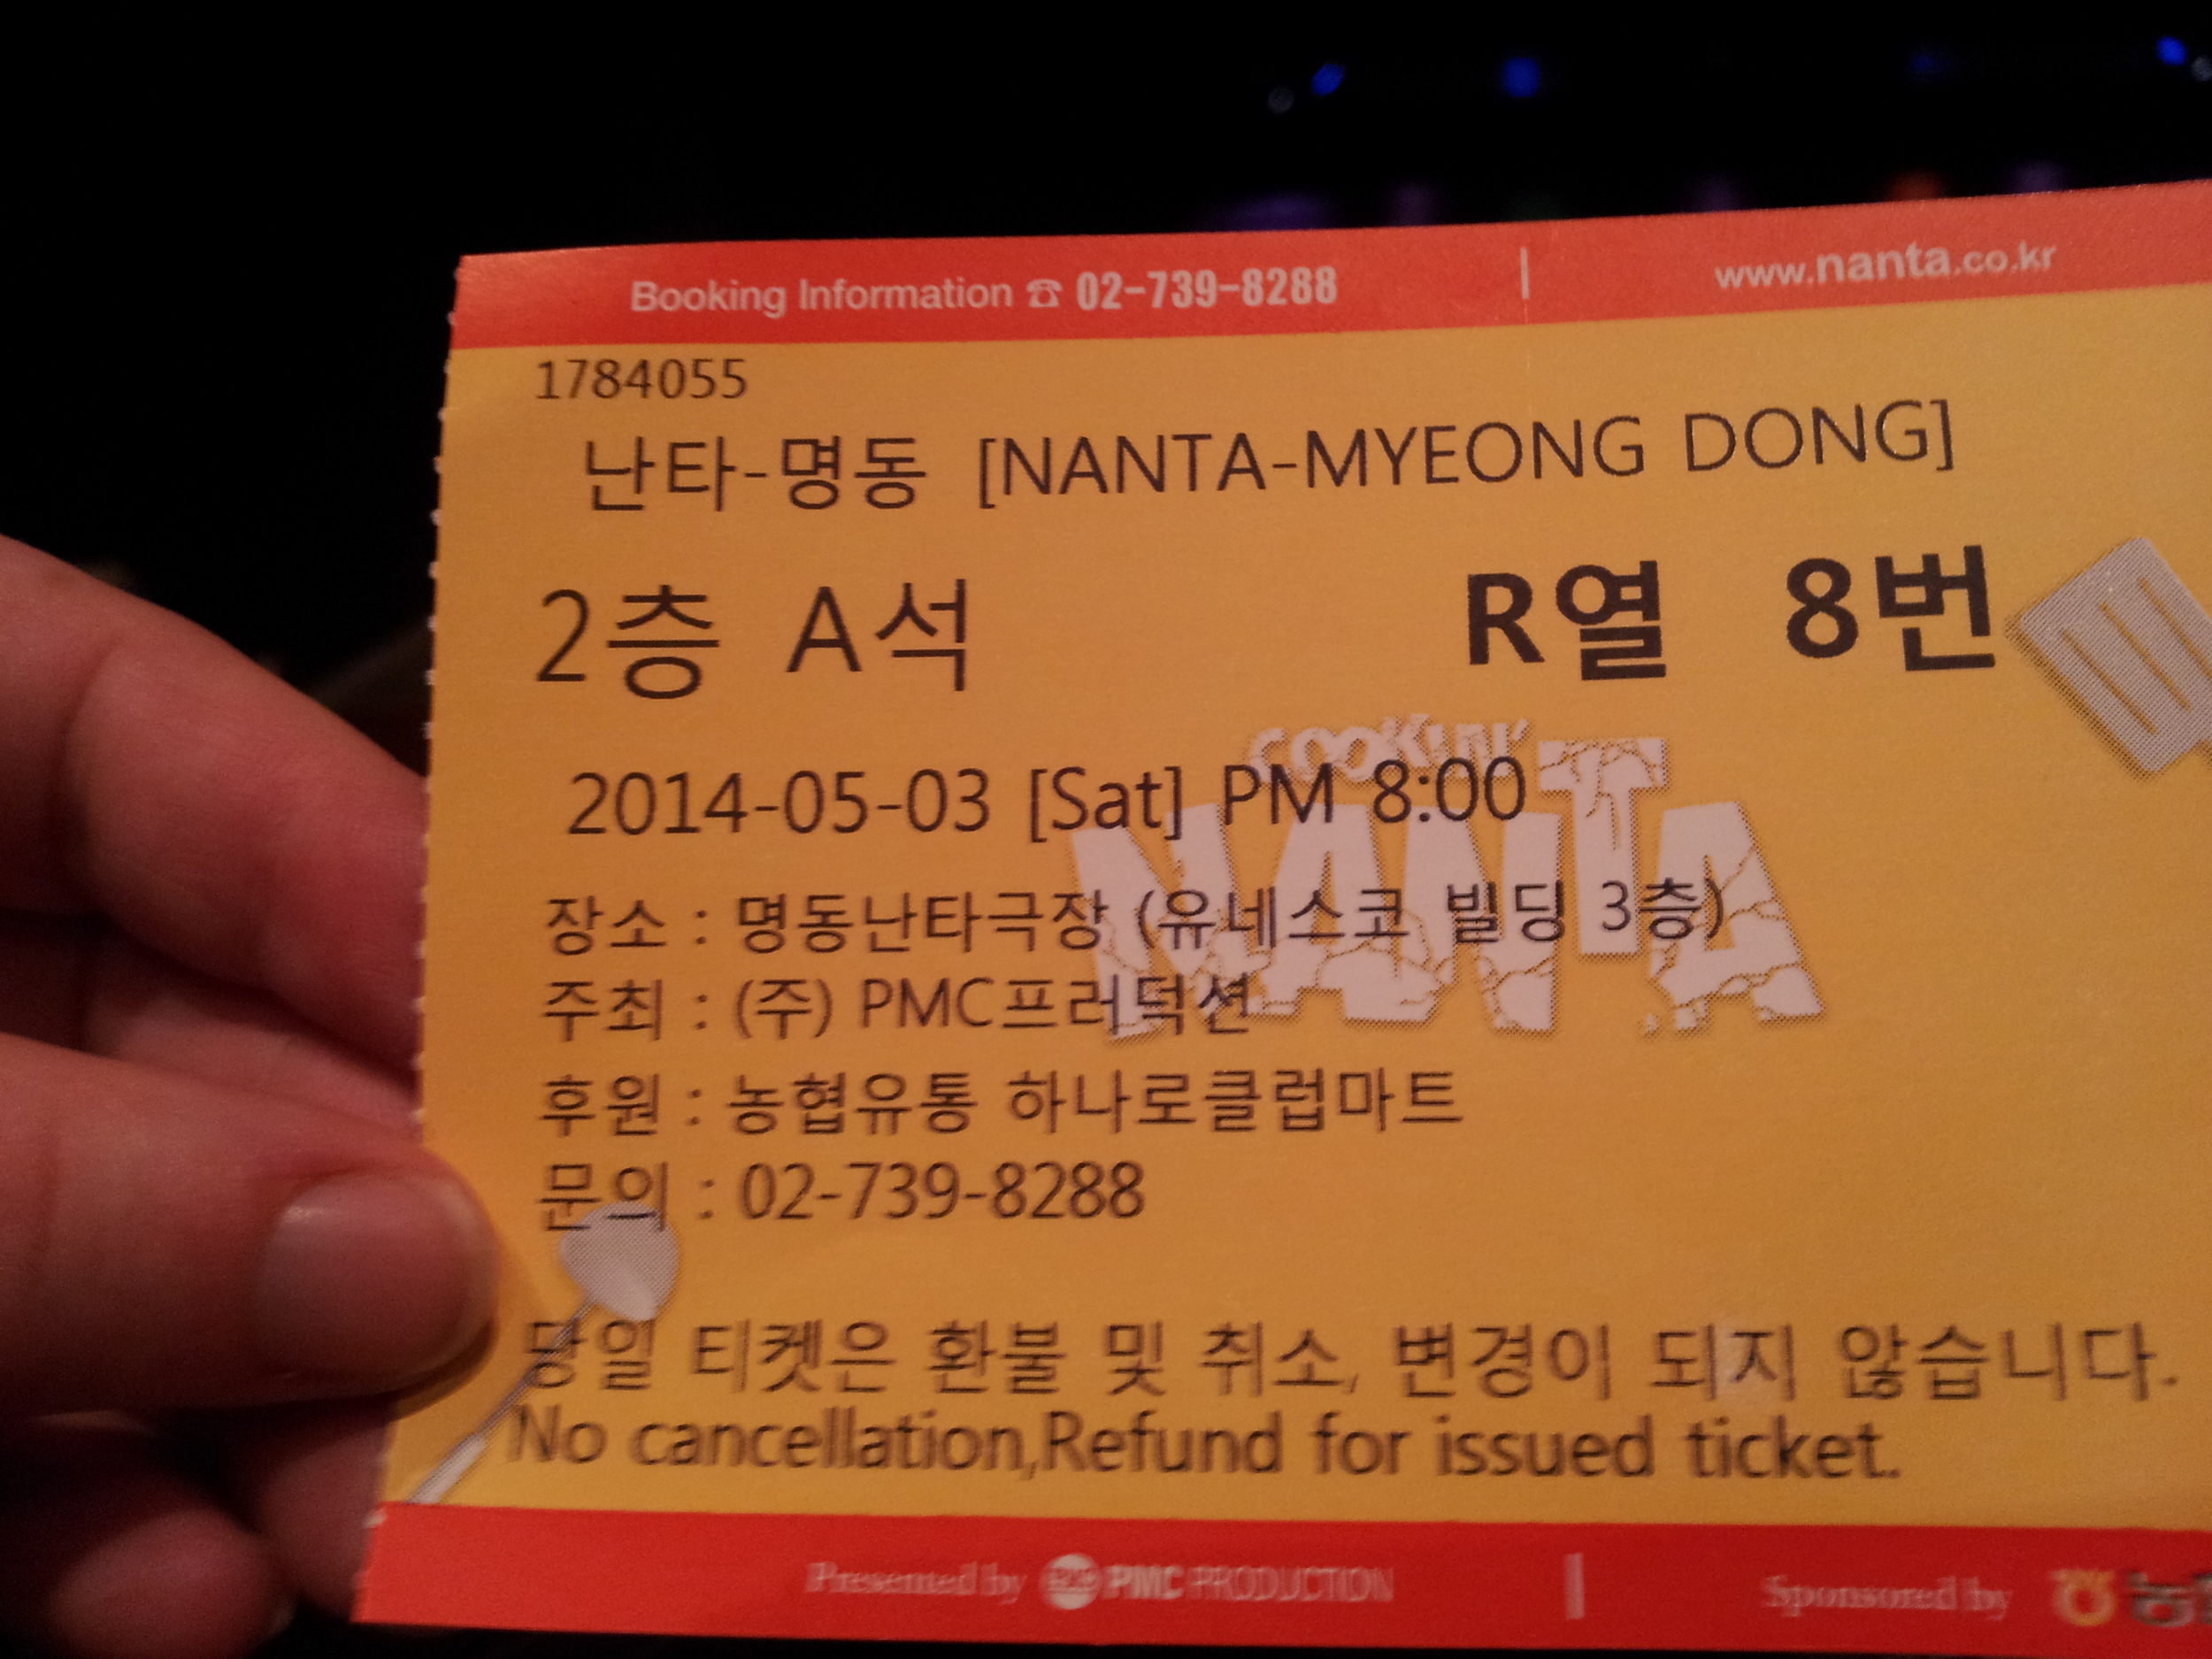 Booking Information ☎ 02-739-8288 | www.nanta.co.kr
1784055
난타-명동 [NANTA-MYEONG DONG]
2층 A석 R열 8번
COOKIN'
NANTA
2014-05-03 [Sat] PM 8:00
장소 : 명동난타극장 (유네스코 빌딩 3층)
주최 : (주) PMC프러덕션
후원 : 농협유통 하나로클럽마트
문의 : 02-739-8288
당일 티켓은 환불 및 취소, 변경이 되지 않습니다.
No cancellation,Refund for issued ticket.
Presented by PMC PRODUCTION | Sponsored by